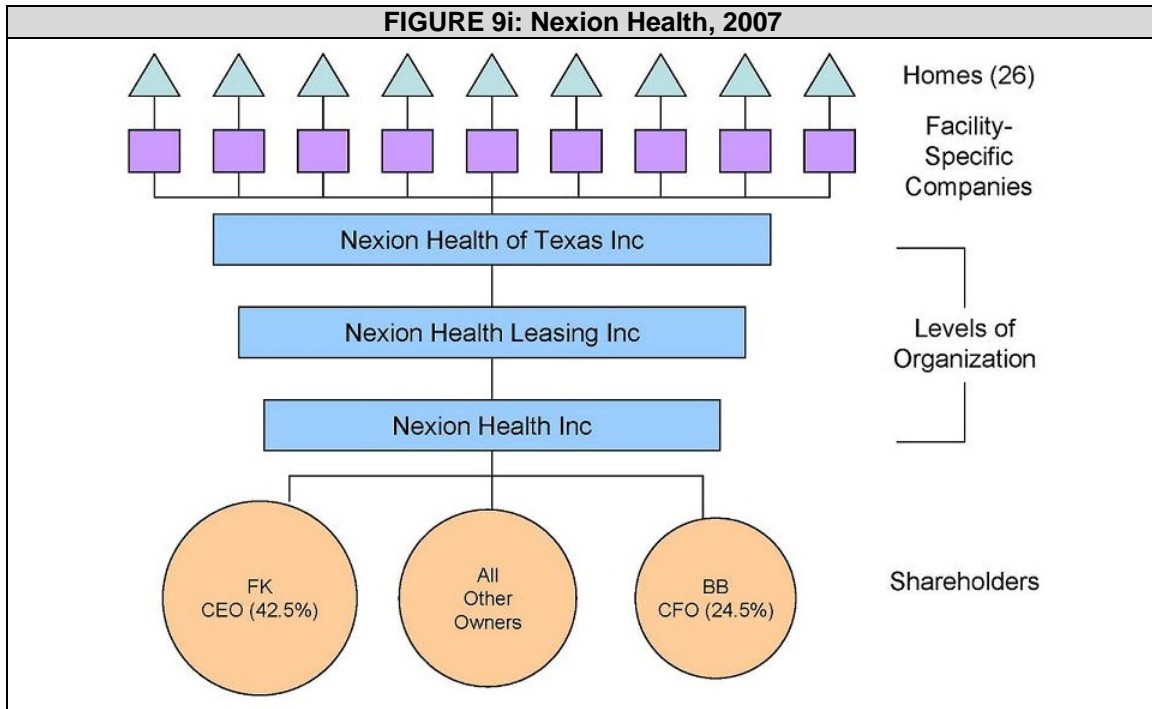 FIGURE 9i: Nexion Health, 2007
Homes (26)
Facility-
Specific
Companies
Nexion Health of Texas Inc
Nexion Health Leasing Inc
Nexion Health Inc
Levels of
Organization
FK
CEO (42.5%)
All
Other
Owners
BB
CFO (24.5%)
Shareholders